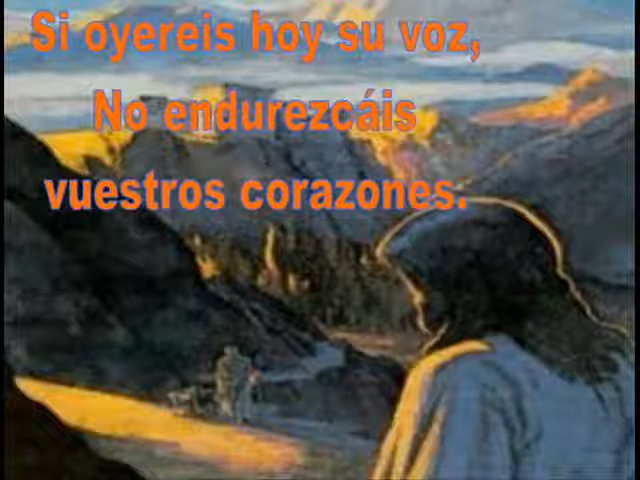 Si oyereis hoy su voz,
No endurezcáis
vuestros corazones.